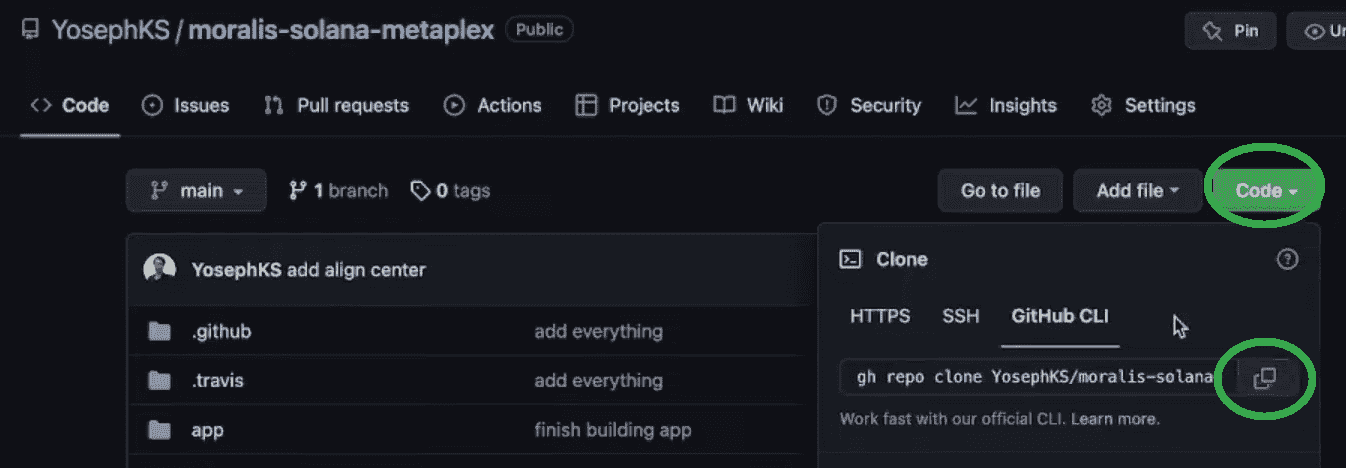 YosephKS / moralis-solana-metaplex Public Pin
Code Issues Pull requests Actions Projects Wiki Security Insights Settings
main 1 branch 0 tags Go to file Add file Code
YosephKS add align center
Clone
HTTPS SSH GitHub CLI
.github add everything
gh repo clone YosephKS/moralis-solana
.travis add everything
Work fast with our official CLI. Learn more.
app finish building app